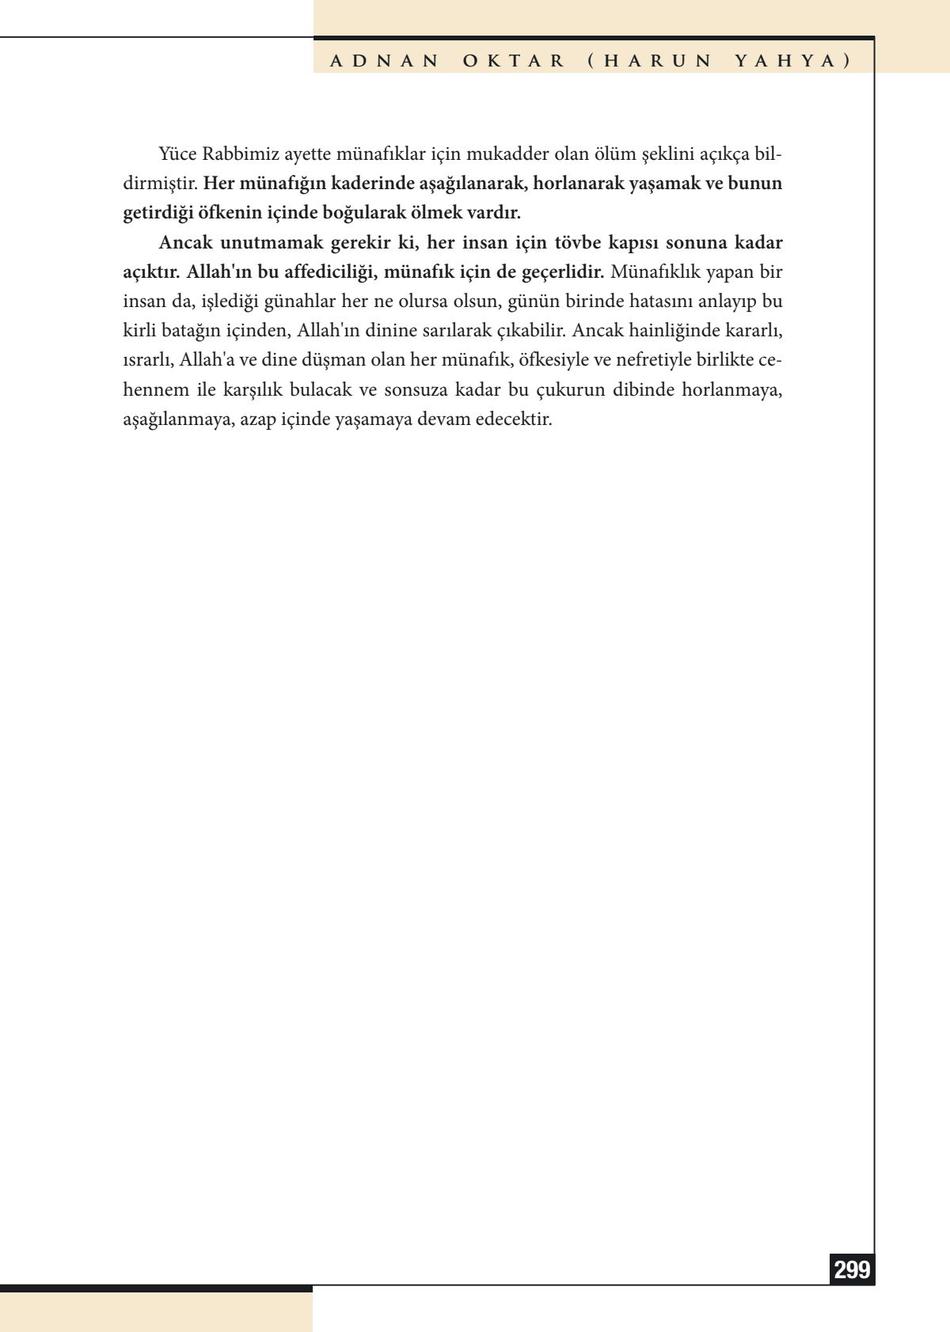 ADNAN OKTAR (HARUN YAHYA)
Yüce Rabbimiz ayette münafıklar için mukadder olan ölüm şeklini açıkça bil-
dirmiştir. Her münafığın kaderinde aşağılanarak, horlanarak yaşamak ve bunun
getirdiği öfkenin içinde boğularak ölmek vardır.
Ancak unutmamak gerekir ki, her insan için tövbe kapısı sonuna kadar
açıktır. Allah'ın bu affediciliği, münafık için de geçerlidir. Münafıklık yapan bir
insan da, işlediği günahlar her ne olursa olsun, günün birinde hatasını anlayıp bu
kirli batağın içinden, Allah'ın dinine sarılarak çıkabilir. Ancak hainliğinde kararlı,
ısrarlı, Allah'a ve dine düşman olan her münafık, öfkesiyle ve nefretiyle birlikte ce-
hennem ile karşılık bulacak ve sonsuza kadar bu çukurun dibinde horlanmaya,
aşağılanmaya, azap içinde yaşamaya devam edecektir.
299